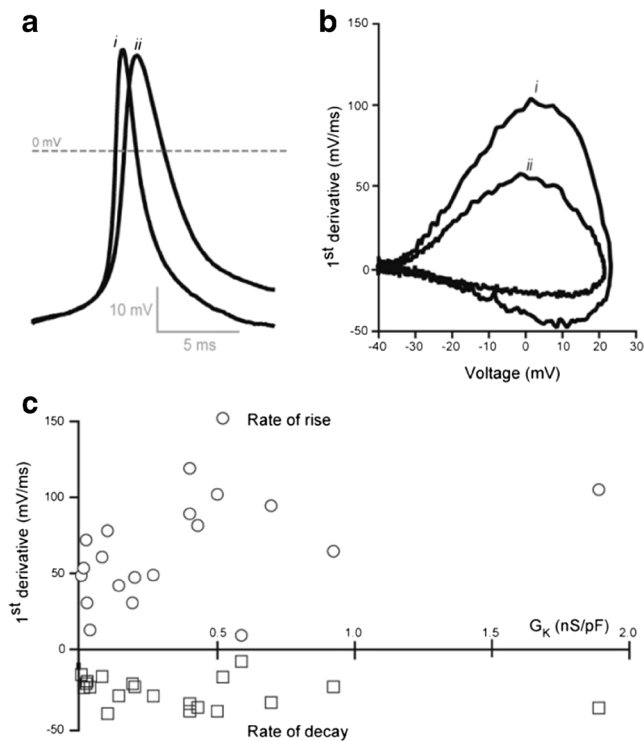 a
i ii
0 mV
10 mV
5 ms
b
1st derivative (mV/ms)
150
100
50
0
-50
-40 -30 -20 -10 0 10 20 30
Voltage (mV)
i
ii
c
1st derivative (mV/ms)
150
100
50
0
-50
Rate of rise
GK (nS/pF)
0.5 1.0 1.5 2.0
Rate of decay